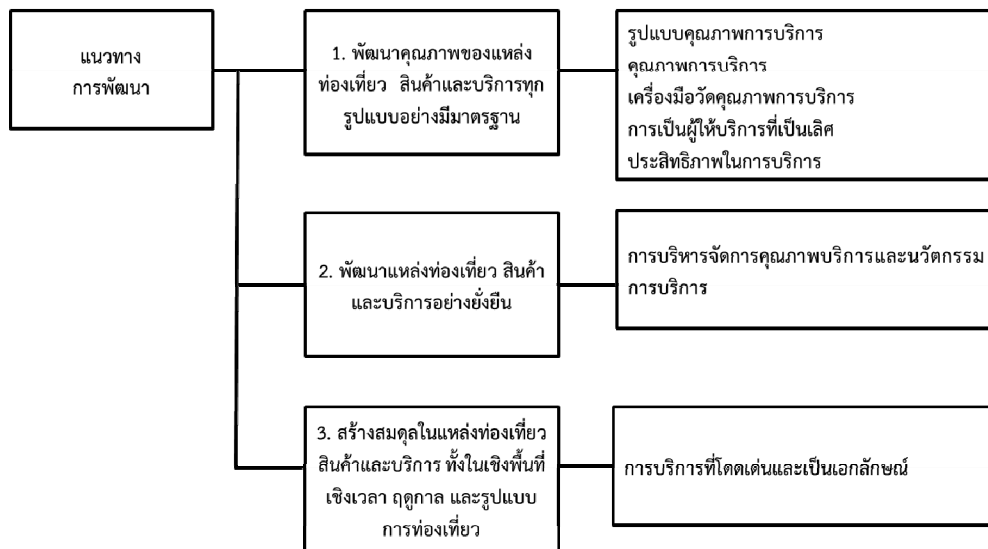 แนวทาง
การพัฒนา
1. พัฒนาคุณภาพของแหล่ง
ท่องเที่ยว สินค้าและบริการทุก
รูปแบบอย่างมีมาตรฐาน
รูปแบบคุณภาพการบริการ
คุณภาพการบริการ
เครื่องมือวัดคุณภาพการบริการ
การเป็นผู้ให้บริการที่เป็นเลิศ
ประสิทธิภาพในการบริการ
2. พัฒนาแหล่งท่องเที่ยว สินค้า
และบริการอย่างยั่งยืน
การบริหารจัดการคุณภาพบริการและนวัตกรรม
การบริการ
3. สร้างสมดุลในแหล่งท่องเที่ยว
สินค้าและบริการ ทั้งในเชิงพื้นที่
เชิงเวลา ฤดูกาล และรูปแบบ
การท่องเที่ยว
การบริการที่โดดเด่นและเป็นเอกลักษณ์